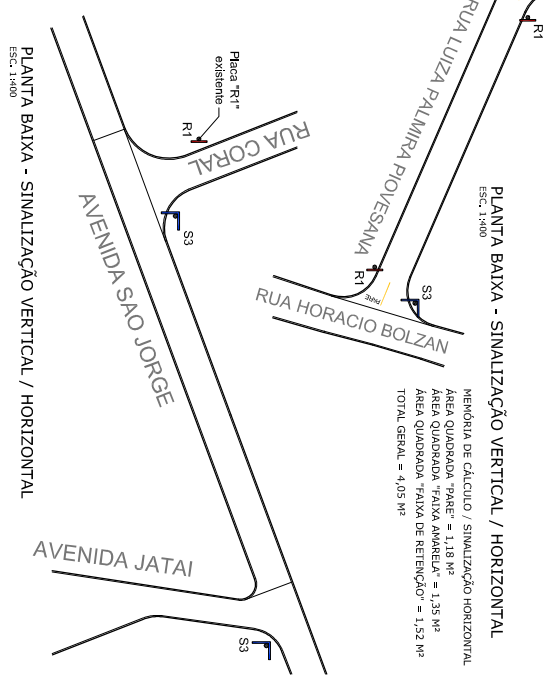 PLANTA BAIXA - SINALIZAÇÃO VERTICAL / HORIZONTAL
ESC. 1:400
RUA LUIZA PALMIRA PIOVESANA
R1
R1
S3
PARE
RUA HORACIO BOLZAN
MEMÓRIA DE CÁLCULO / SINALIZAÇÃO HORIZONTAL
ÁREA QUADRADA "PARE" = 1,18 M²
ÁREA QUADRADA "FAIXA AMARELA" = 1,35 M²
ÁREA QUADRADA "FAIXA DE RETENÇÃO" = 1,52 M²
TOTAL GERAL = 4,05 M²
Placa "R1"
existente
R1
RUA CORAL
S3
AVENIDA SAO JORGE
AVENIDA JATAI
S3
PLANTA BAIXA - SINALIZAÇÃO VERTICAL / HORIZONTAL
ESC. 1:400